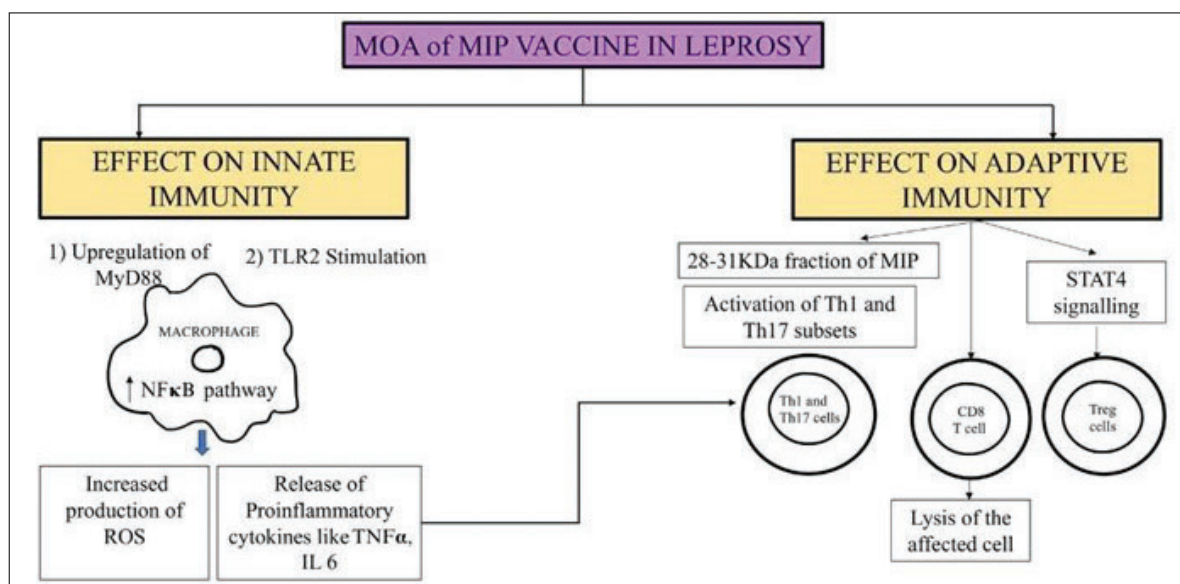 MOA of MIP VACCINE IN LEPROSY
EFFECT ON INNATE
IMMUNITY
1) Upregulation of
MyD88
2) TLR2 Stimulation
MACROPHAGE
↑ NFκB pathway
Increased
production of
ROS
Release of
Proinflammatory
cytokines like TNFα,
IL 6
EFFECT ON ADAPTIVE
IMMUNITY
28-31KDa fraction of MIP
Activation of Th1 and
Th17 subsets
Th1 and
Th17 cells
CD8
T cell
Lysis of the
affected cell
STAT4
signalling
Treg
cells